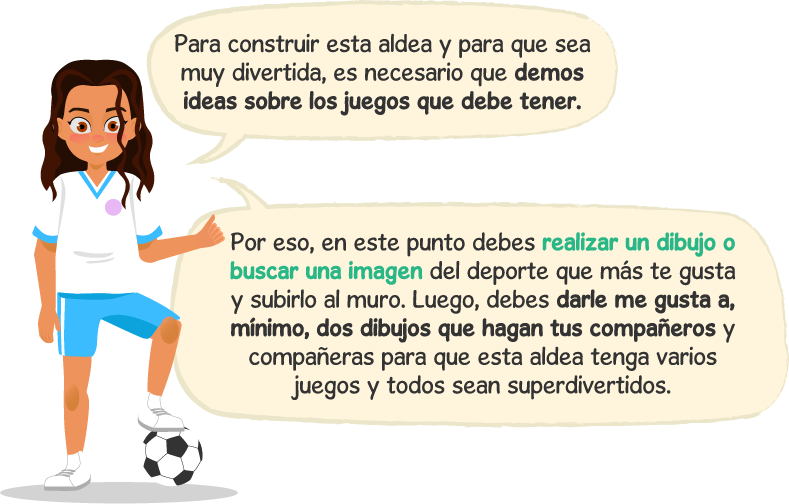 Para construir esta aldea y para que sea
muy divertida, es necesario que demos
ideas sobre los juegos que debe tener.
Por eso, en este punto debes realizar un dibujo o
buscar una imagen del deporte que más te gusta
y subirlo al muro. Luego, debes darle me gusta a,
mínimo, dos dibujos que hagan tus compañeros y
compañeras para que esta aldea tenga varios
juegos y todos sean superdivertidos.